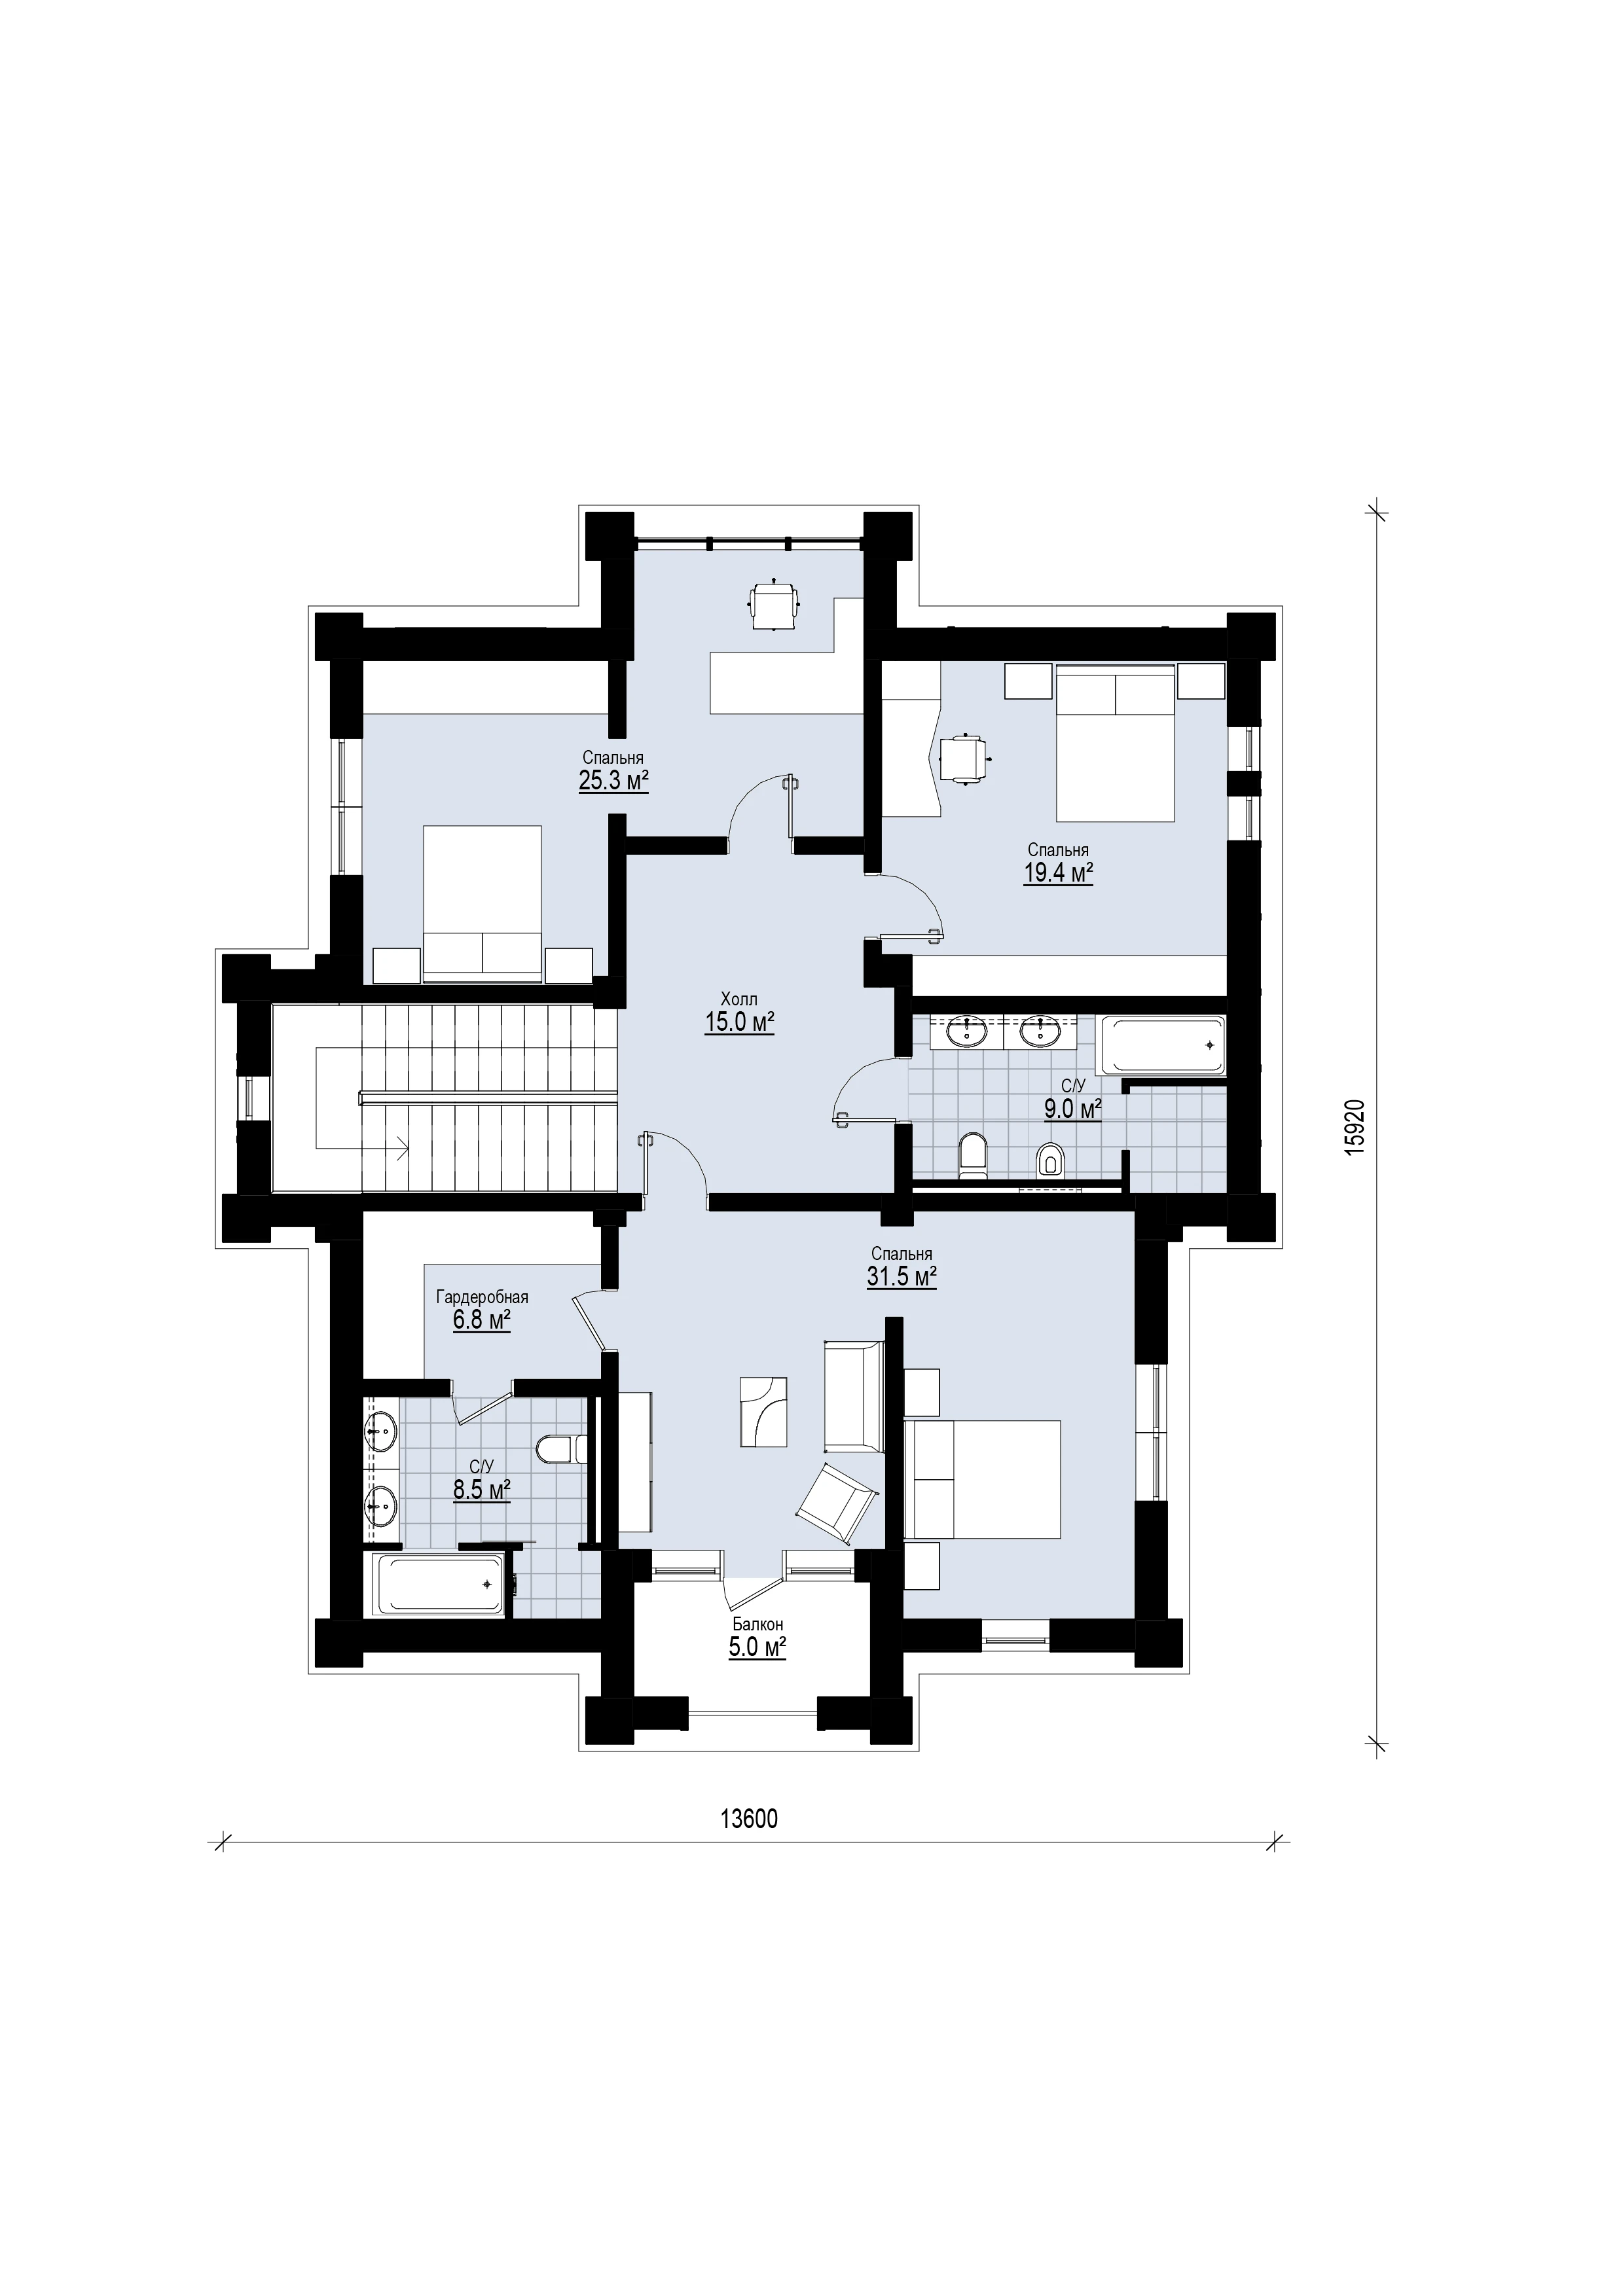 Спальня
25.3 м²
Спальня
19.4 м²
Холл
15.0 м²
С/У
9.0 м²
15920
Спальня
31.5 м²
Гардеробная
6.8 м²
С/У
8.5 м²
Балкон
5.0 м²
13600